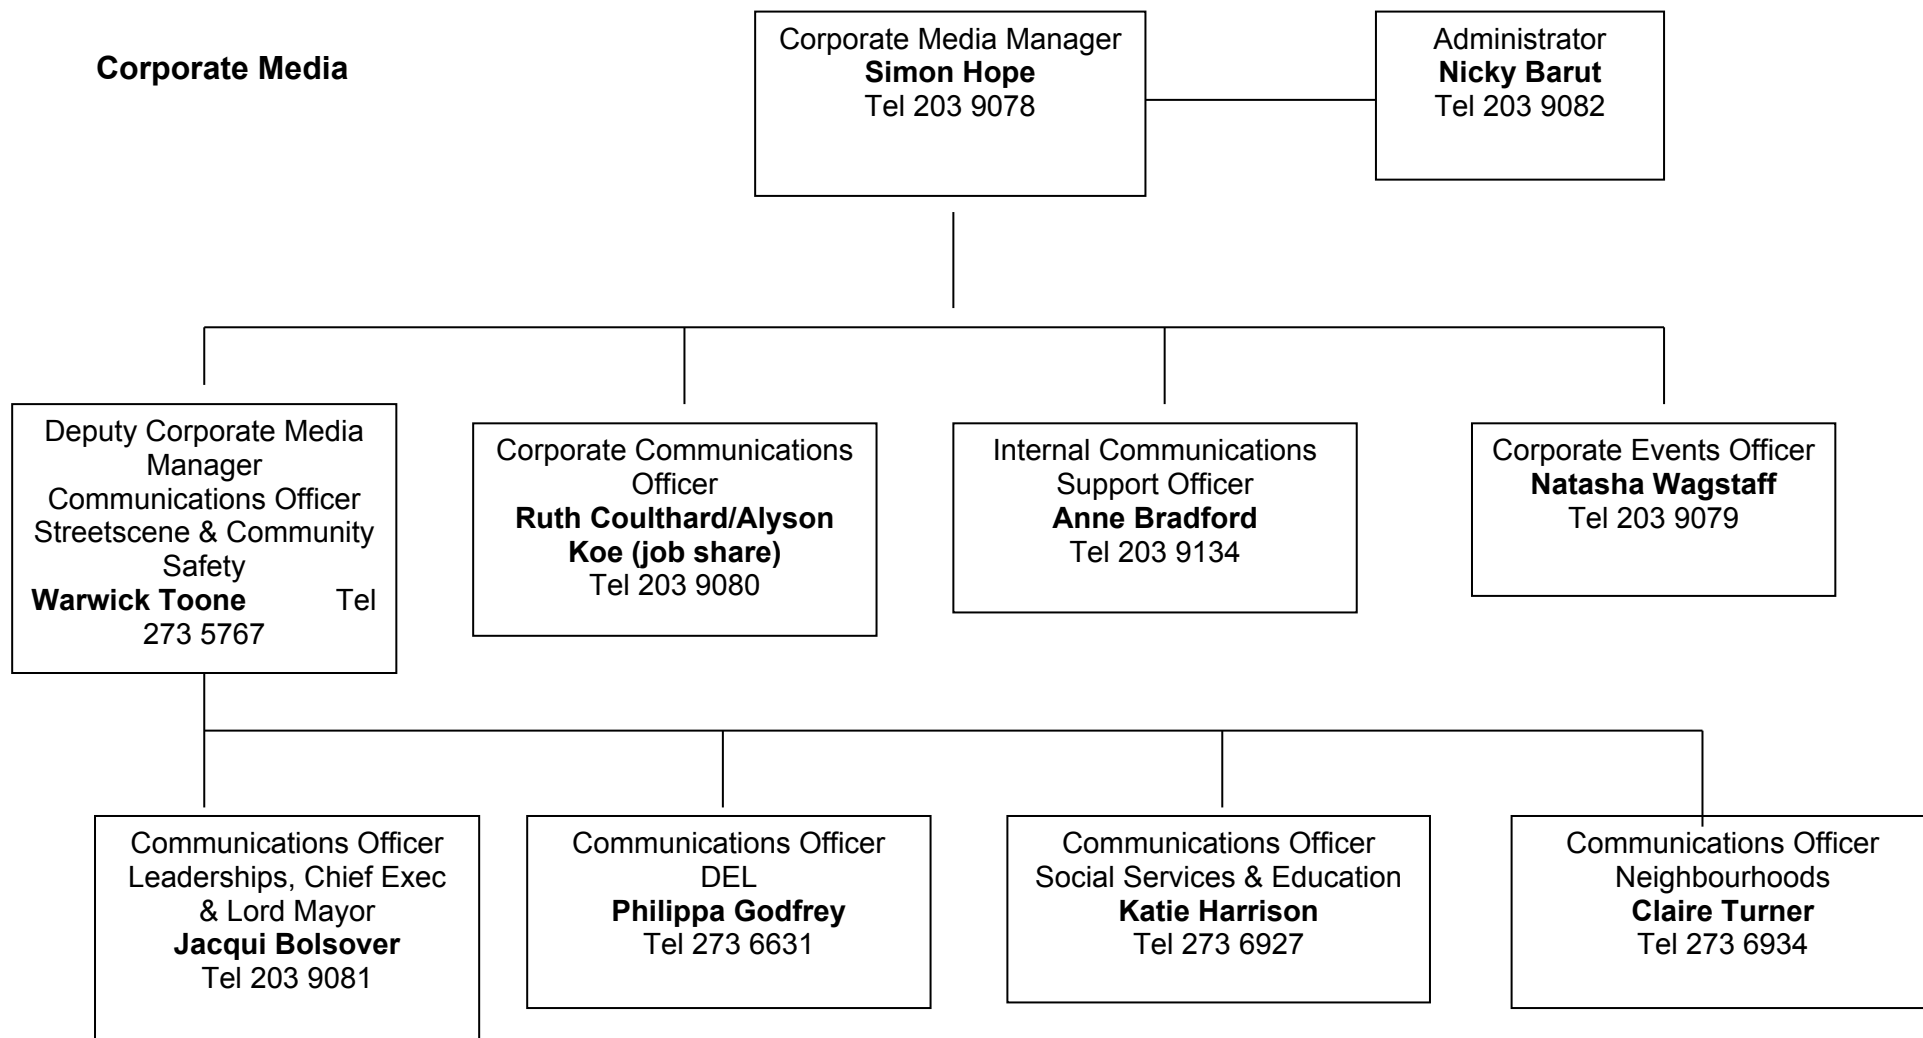 Corporate Media
Corporate Media Manager
Simon Hope
Tel 203 9078
Administrator
Nicky Barut
Tel 203 9082
Deputy Corporate Media
Manager
Communications Officer
Streetscene & Community
Safety
Warwick Toone Tel
273 5767
Corporate Communications
Officer
Ruth Coulthard/Alyson
Koe (job share)
Tel 203 9080
Internal Communications
Support Officer
Anne Bradford
Tel 203 9134
Corporate Events Officer
Natasha Wagstaff
Tel 203 9079
Communications Officer
Leaderships, Chief Exec
& Lord Mayor
Jacqui Bolsover
Tel 203 9081
Communications Officer
DEL
Philippa Godfrey
Tel 273 6631
Communications Officer
Social Services & Education
Katie Harrison
Tel 273 6927
Communications Officer
Neighbourhoods
Claire Turner
Tel 273 6934